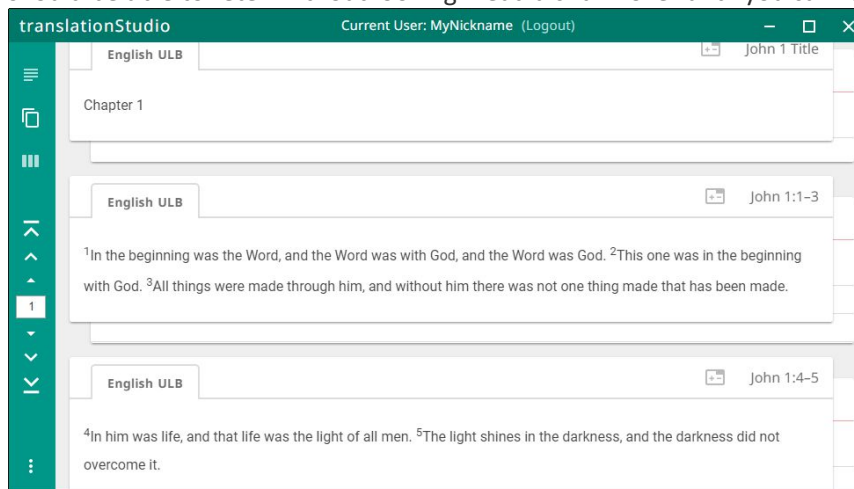 translationStudio Current User: MyNickname (Logout)
English ULB John 1 Title
Chapter 1
English ULB John 1:1–3
1In the beginning was the Word, and the Word was with God, and the Word was God. 2This one was in the beginning
with God. 3All things were made through him, and without him there was not one thing made that has been made.
1
English ULB John 1:4–5
4In him was life, and that life was the light of all men. 5The light shines in the darkness, and the darkness did not
overcome it.